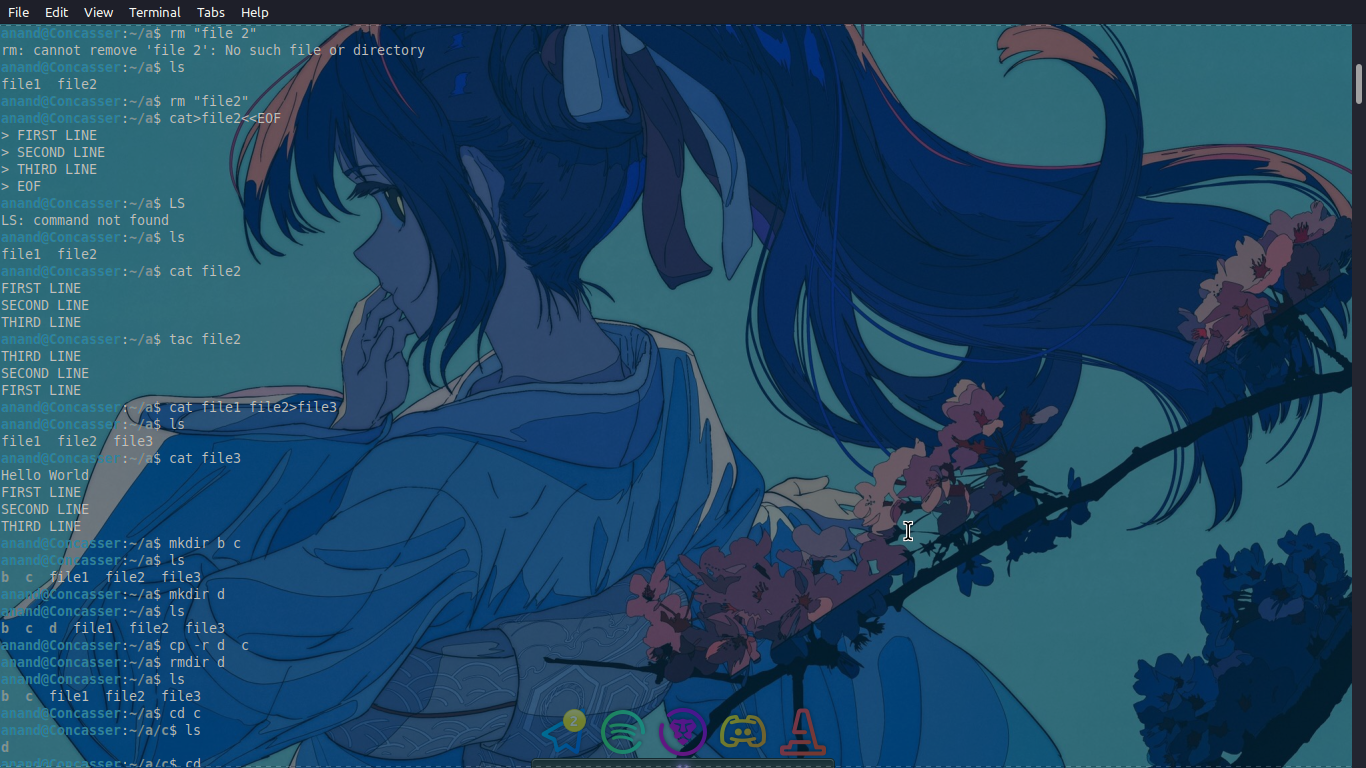 File Edit View Terminal Tabs Help
anand@Concasser:~/a$ rm "file 2"
rm: cannot remove 'file 2': No such file or directory
anand@Concasser:~/a$ ls
file1  file2
anand@Concasser:~/a$ rm "file2"
anand@Concasser:~/a$ cat>file2<<EOF
> FIRST LINE
> SECOND LINE
> THIRD LINE
> EOF
anand@Concasser:~/a$ LS
LS: command not found
anand@Concasser:~/a$ ls
file1  file2
anand@Concasser:~/a$ cat file2
FIRST LINE
SECOND LINE
THIRD LINE
anand@Concasser:~/a$ tac file2
THIRD LINE
SECOND LINE
FIRST LINE
anand@Concasser:~/a$ cat file1 file2>file3
anand@Concasser:~/a$ ls
file1  file2  file3
anand@Concasser:~/a$ cat file3
Hello World
FIRST LINE
SECOND LINE
THIRD LINE
anand@Concasser:~/a$ mkdir b c
anand@Concasser:~/a$ ls
b  c  file1  file2  file3
anand@Concasser:~/a$ mkdir d
anand@Concasser:~/a$ ls
b  c  d  file1  file2  file3
anand@Concasser:~/a$ cp -r d  c
anand@Concasser:~/a$ rmdir d
anand@Concasser:~/a$ ls
b  c  file1  file2  file3
anand@Concasser:~/a$ cd c
anand@Concasser:~/a/c$ ls
d
anand@Concasser:~/a/c$ cd
2